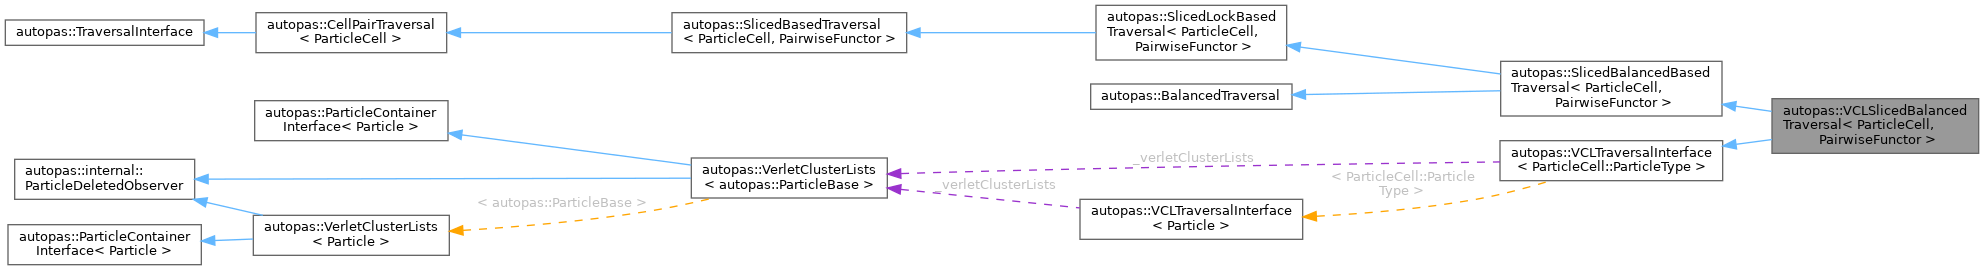 autopas::TraversalInterface
autopas::CellPairTraversal
< ParticleCell >
autopas::SlicedBasedTraversal
< ParticleCell, PairwiseFunctor >
autopas::SlicedLockBased
Traversal< ParticleCell,
PairwiseFunctor >
autopas::SlicedBalancedBased
Traversal< ParticleCell,
PairwiseFunctor >
autopas::BalancedTraversal
autopas::VCLSlicedBalanced
Traversal< ParticleCell,
PairwiseFunctor >
autopas::ParticleContainer
Interface< Particle >
autopas::internal::
ParticleDeletedObserver
autopas::VerletClusterLists
< autopas::ParticleBase >
_verletClusterLists
_verletClusterLists
autopas::VCLTraversalInterface
< ParticleCell::ParticleType >
< ParticleCell::Particle
Type >
< autopas::ParticleBase >
autopas::VCLTraversalInterface
< Particle >
autopas::VerletClusterLists
< Particle >
autopas::ParticleContainer
Interface< Particle >